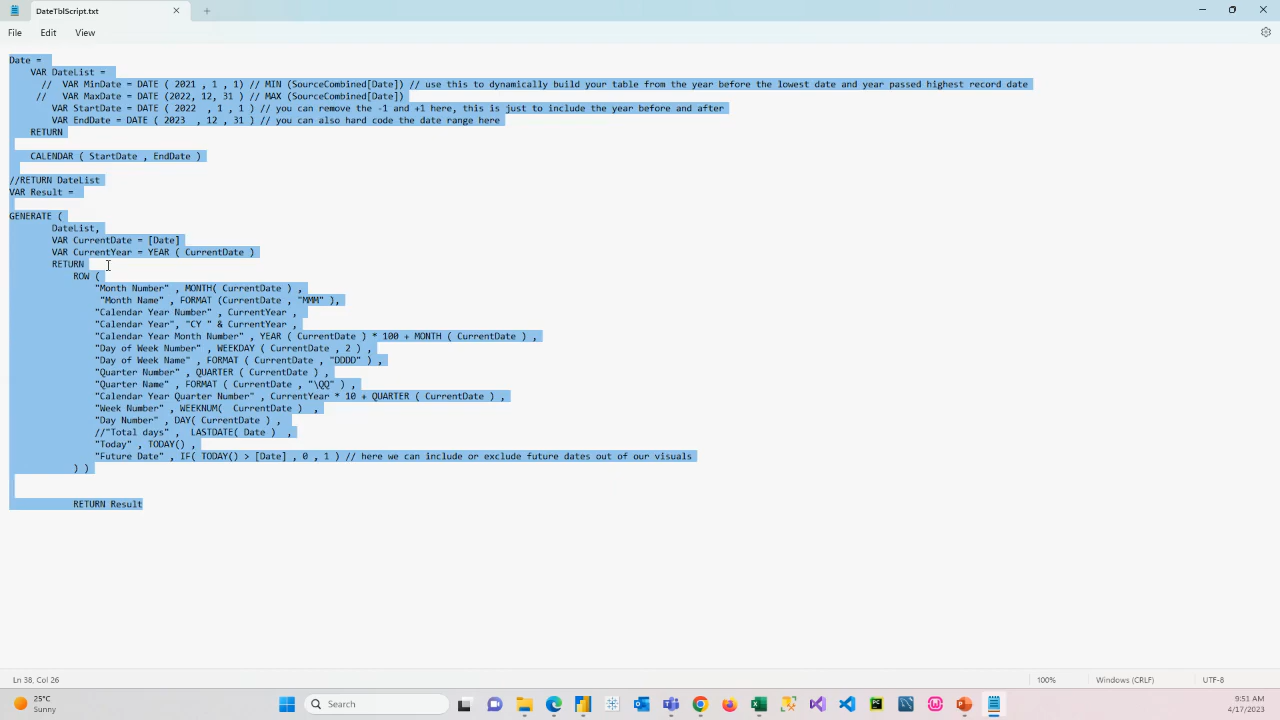 DateTblScript.txt
File
Edit
View
Date =
VAR DateList =
// VAR MinDate = DATE ( 2021 , 1 , 1) // MIN (SourceCombined[Date]) // use this to dynamically build your table from the year before the lowest date and year passed highest record date
// VAR MaxDate = DATE (2022, 12, 31 ) // MAX (SourceCombined[Date])
VAR StartDate = DATE ( 2022 , 1 , 1 ) // you can remove the -1 and +1 here, this is just to include the year before and after
VAR EndDate = DATE ( 2023 , 12 , 31 ) // you can also hard code the date range here
RETURN
CALENDAR ( StartDate , EndDate )
//RETURN DateList
VAR Result =
GENERATE (
DateList,
VAR CurrentDate = [Date]
VAR CurrentYear = YEAR ( CurrentDate )
RETURN
ROW (
"Month Number" , MONTH( CurrentDate ) ,
"Month Name" , FORMAT (CurrentDate , "MMM" ),
"Calendar Year Number" , CurrentYear ,
"Calendar Year", "CY " & CurrentYear ,
"Calendar Year Month Number" , YEAR ( CurrentDate ) * 100 + MONTH ( CurrentDate ) ,
"Day of Week Number" , WEEKDAY ( CurrentDate , 2 ) ,
"Day of Week Name" , FORMAT ( CurrentDate , "DDDD" ) ,
"Quarter Number" , QUARTER ( CurrentDate ) ,
"Quarter Name" , FORMAT ( CurrentDate , "\QQ" ) ,
"Calendar Year Quarter Number" , CurrentYear * 10 + QUARTER ( CurrentDate ) ,
"Week Number" , WEEKNUM( CurrentDate ) ,
"Day Number" , DAY( CurrentDate ) ,
//"Total days" , LASTDATE( Date ) ,
"Today" , TODAY() ,
"Future Date" , IF( TODAY() > [Date] , 0 , 1 ) // here we can include or exclude future dates out of our visuals
) )
RETURN Result
Ln 38, Col 26
100%
Windows (CRLF)
UTF-8
25°C
Sunny
Search
9:51 AM
4/17/2023